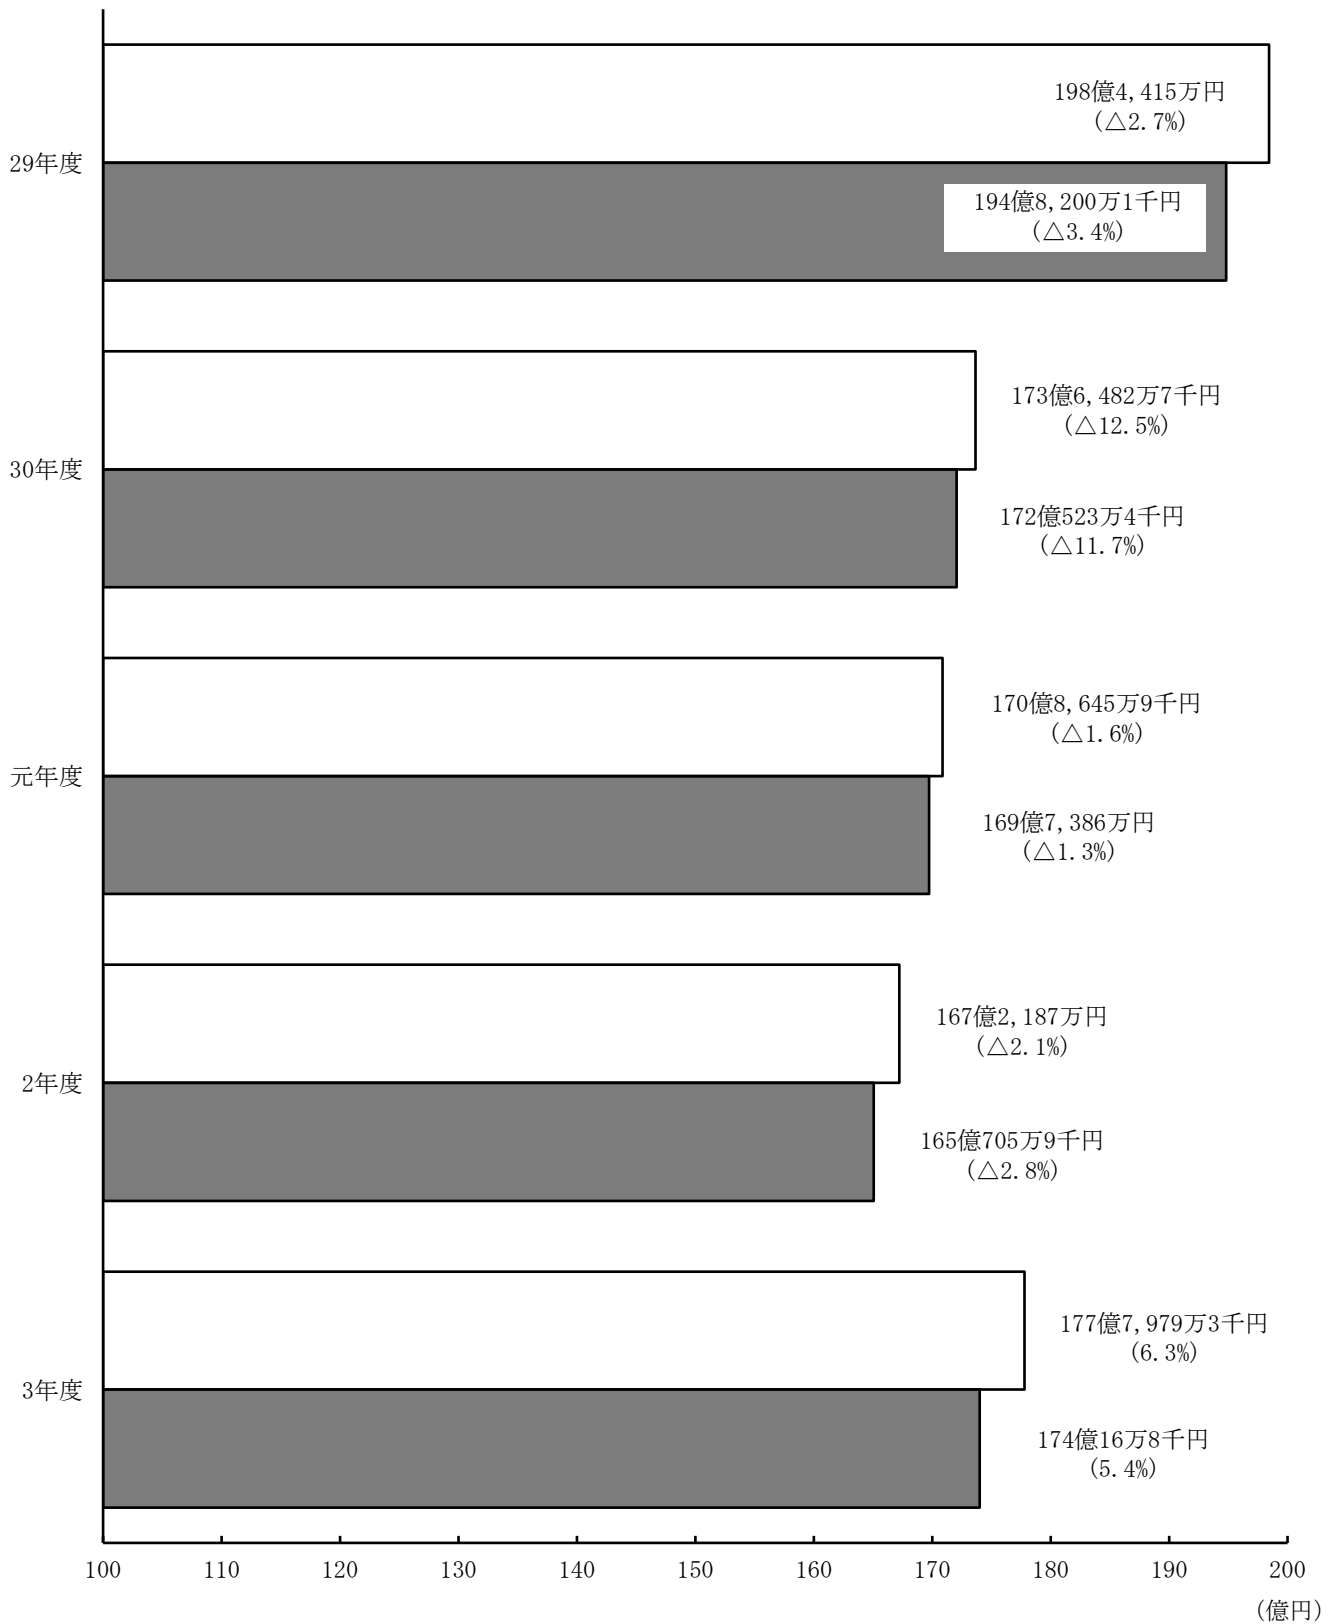 198億4,415万円
(△2.7%)
29年度
194億8,200万1千円
(△3.4%)
173億6,482万7千円
(△12.5%)
30年度
172億523万4千円
(△11.7%)
170億8,645万9千円
(△1.6%)
元年度
169億7,386万円
(△1.3%)
167億2,187万円
(△2.1%)
2年度
165億705万9千円
(△2.8%)
177億7,979万3千円
(6.3%)
3年度
174億16万8千円
(5.4%)
100 110 120 130 140 150 160 170 180 190 200
(億円)